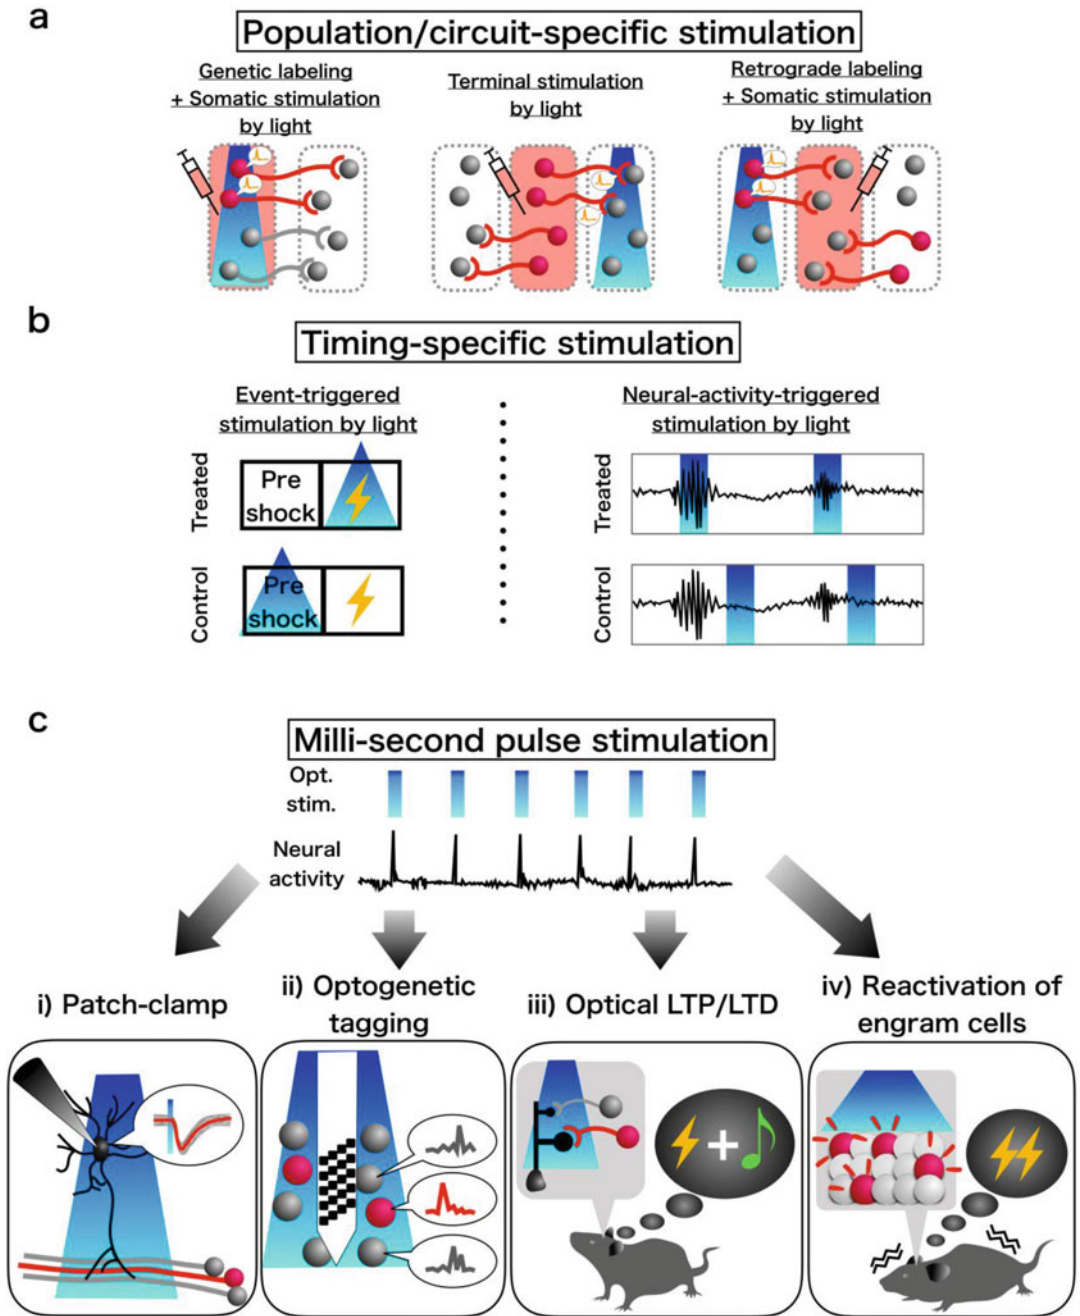 a
Population/circuit-specific stimulation
Genetic labeling
+ Somatic stimulation
by light
Terminal stimulation
by light
Retrograde labeling
+ Somatic stimulation
by light
b
Timing-specific stimulation
Event-triggered
stimulation by light
Treated
Pre
shock
Control
Pre
shock
Neural-activity-triggered
stimulation by light
Treated
Control
c
Milli-second pulse stimulation
Opt.
stim.
Neural
activity
i) Patch-clamp
ii) Optogenetic
tagging
iii) Optical LTP/LTD
iv) Reactivation of
engram cells
+